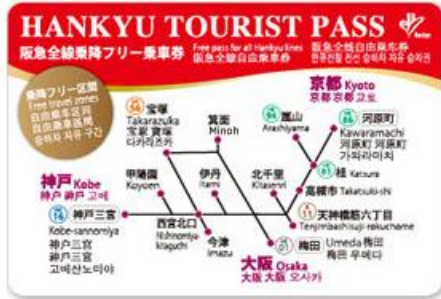 HANKYU TOURIST PASS
阪急全線乗降フリー乗車券
Free pass for all Hankyu lines
阪急全線自由乘車券
阪急全线自由乘车券
한큐전철 전선 승하차 자유 승차권
乗降フリー区間
Free travel zones
自由乘车区间
自由乘車區間
승하차 자유 구간
宝塚
Takarazuka
宝冢 寶塚
다카라즈카
箕面
Minoh
京都 Kyoto
京都 京都 교토
嵐山
Arashiyama
河原町
Kawaramachi
河原町 河原町
가와라마치
桂 Katsura
甲陽園
Koyoen
伊丹
Itami
北千里
Kitasenri
高槻市 Takatsuki-shi
神戸 Kobe
神户 神戶 고베
神戸三宮
Kobe-sannomiya
神户三宫
神戶三宮
고베산노미야
西宮北口
Nishinomiya-kitaguchi
今津
Imazu
天神橋筋六丁目
Tenjimbashisuji-rokuchome
梅田
Umeda 梅田
梅田 우메다
大阪 Osaka
大阪 大阪 오사카